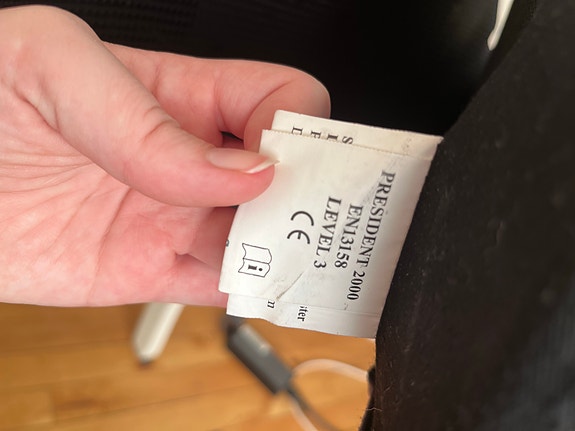 PRESIDENT 2000
EN13158
LEVEL 3
CE
i